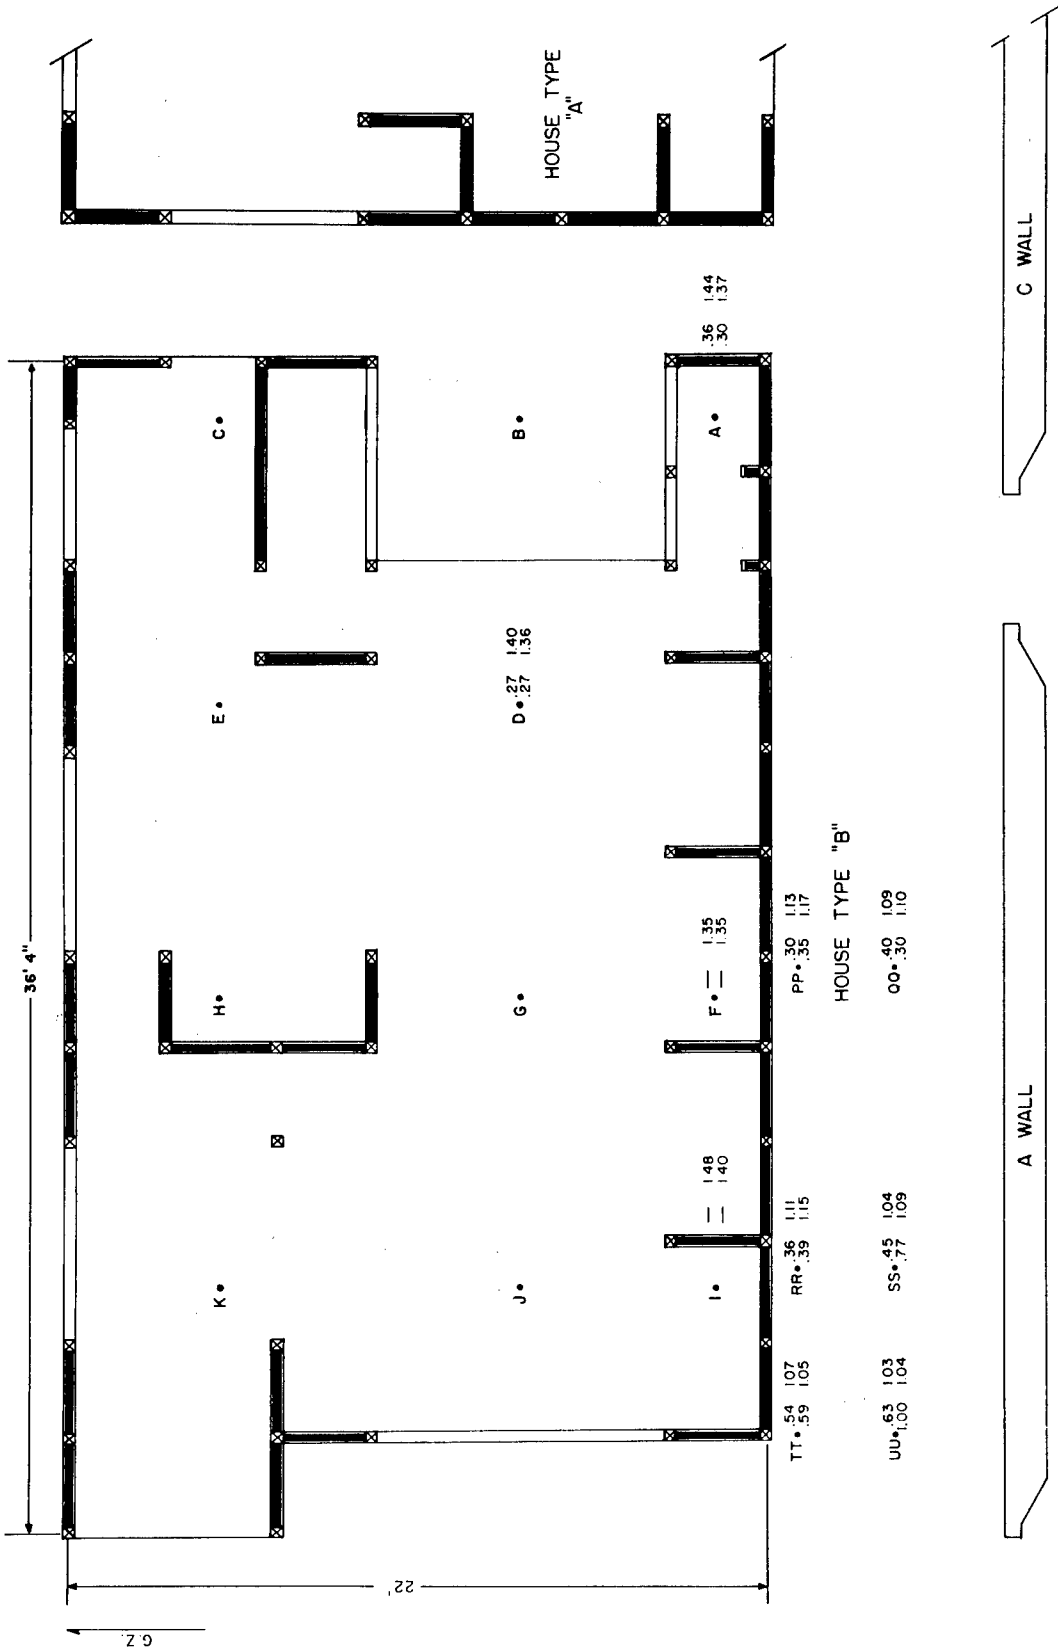 36' 4"
22'
G.Z.
HOUSE TYPE
"A"
C WALL
C
B
A
.36 1.44
.30 1.37
E
D .27 1.40
.27 1.36
H
G
F — 1.35
— 1.35
PP .30 1.13
.35 1.17
HOUSE TYPE "B"
QQ .40 1.09
.30 1.10
A WALL
K
J
I
— 1.48
— 1.40
RR .36 1.11
.39 1.15
SS .45 1.04
.77 1.09
TT .54 1.07
.59 1.05
UU .63 1.03
1.00 1.04